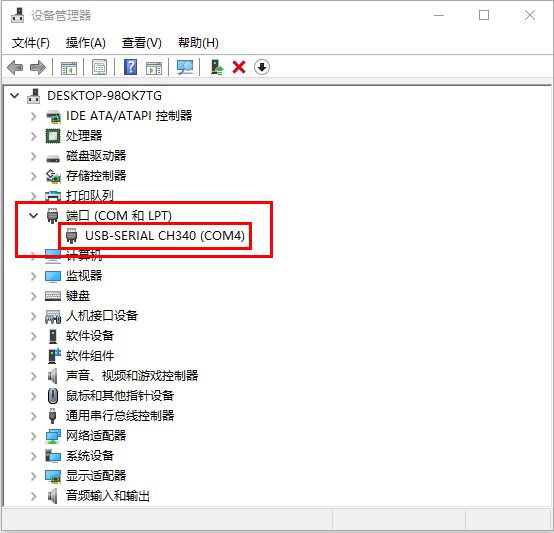 设备管理器
文件(F) 操作(A) 查看(V) 帮助(H)
DESKTOP-98OK7TG
IDE ATA/ATAPI 控制器
处理器
磁盘驱动器
存储控制器
打印队列
端口 (COM 和 LPT)
USB-SERIAL CH340 (COM4)
计算机
监视器
键盘
人机接口设备
软件设备
软件组件
声音、视频和游戏控制器
鼠标和其他指针设备
通用串行总线控制器
网络适配器
系统设备
显示适配器
音频输入和输出